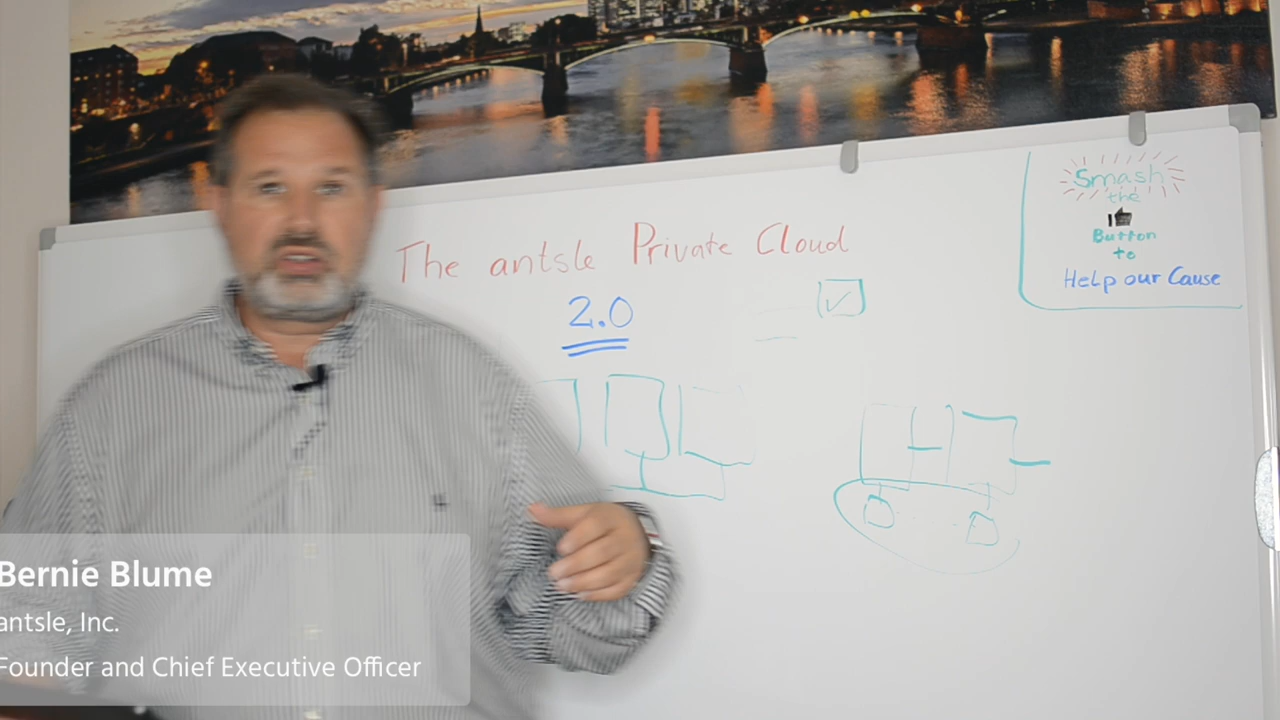 The antsle Private Cloud
2.0
Smash
the
Button
to
Help our Cause
Bernie Blume
antsle, Inc.
Founder and Chief Executive Officer